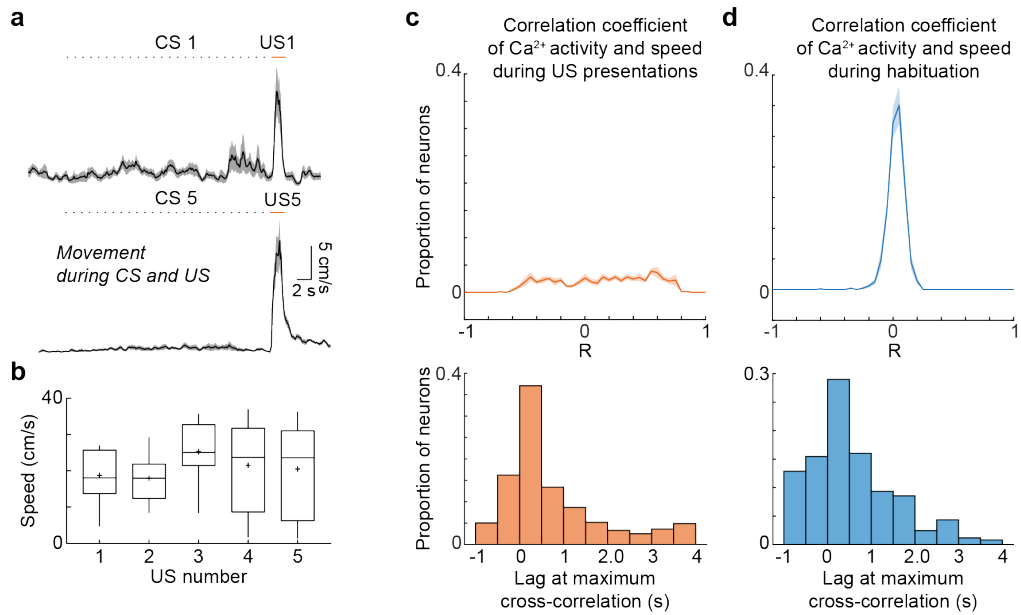 a
CS 1 US1
CS 5 US5
Movement
during CS and US
5 cm/s
2 s
b
Speed (cm/s)
40
0
1 2 3 4 5
US number
c
Correlation coefficient
of Ca²⁺ activity and speed
during US presentations
Proportion of neurons
0.4
0
-1 0 1
R
Proportion of neurons
0.4
0
-1 0 1 2.0 3 4
Lag at maximum
cross-correlation (s)
d
Correlation coefficient
of Ca²⁺ activity and speed
during habituation
0.4
0
-1 0 1
R
0.3
0
-1 0 1.0 2.0 3.0 4
Lag at maximum
cross-correlation (s)